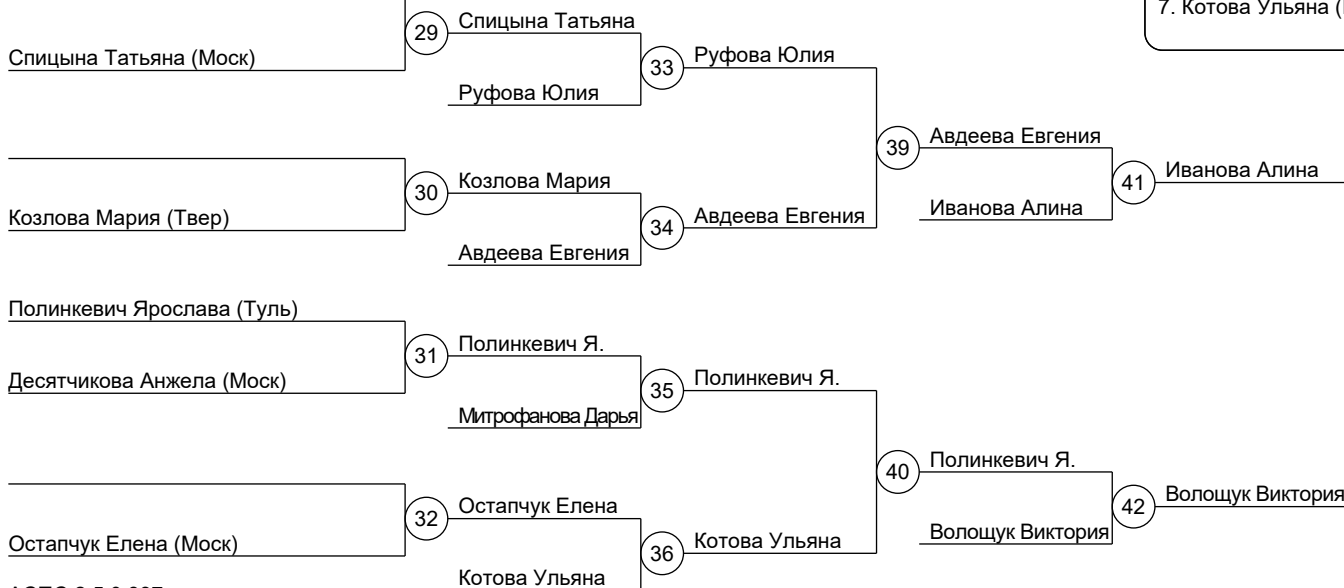 7. Котова Ульяна
29
Спицына Татьяна
Спицына Татьяна (Моск)
33
Руфова Юлия
Руфова Юлия
39
Авдеева Евгения
41
Иванова Алина
30
Козлова Мария
Козлова Мария (Твер)
34
Авдеева Евгения
Иванова Алина
Авдеева Евгения
Полинкевич Ярослава (Туль)
31
Полинкевич Я.
Десятчикова Анжела (Моск)
35
Полинкевич Я.
Митрофанова Дарья
40
Полинкевич Я.
42
Волощук Виктория
32
Остапчук Елена
Остапчук Елена (Моск)
36
Котова Ульяна
Волощук Виктория
Котова Ульяна